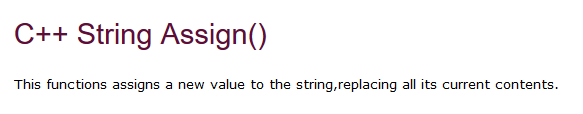 C++ String Assign()
This functions assigns a new value to the string,replacing all its current contents.